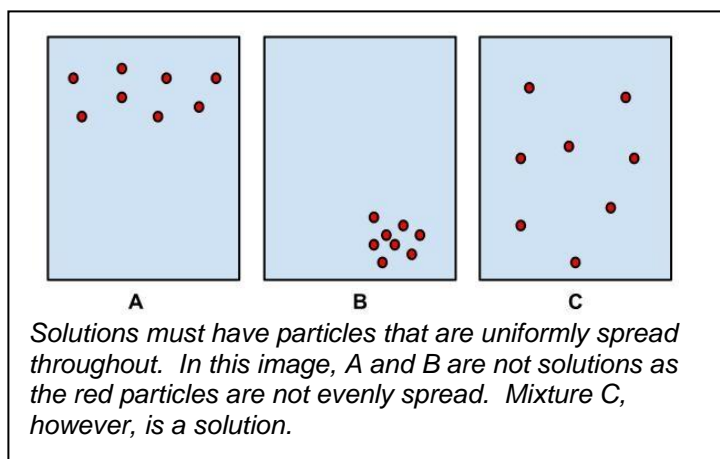 A B C
Solutions must have particles that are uniformly spread
throughout. In this image, A and B are not solutions as
the red particles are not evenly spread. Mixture C,
however, is a solution.